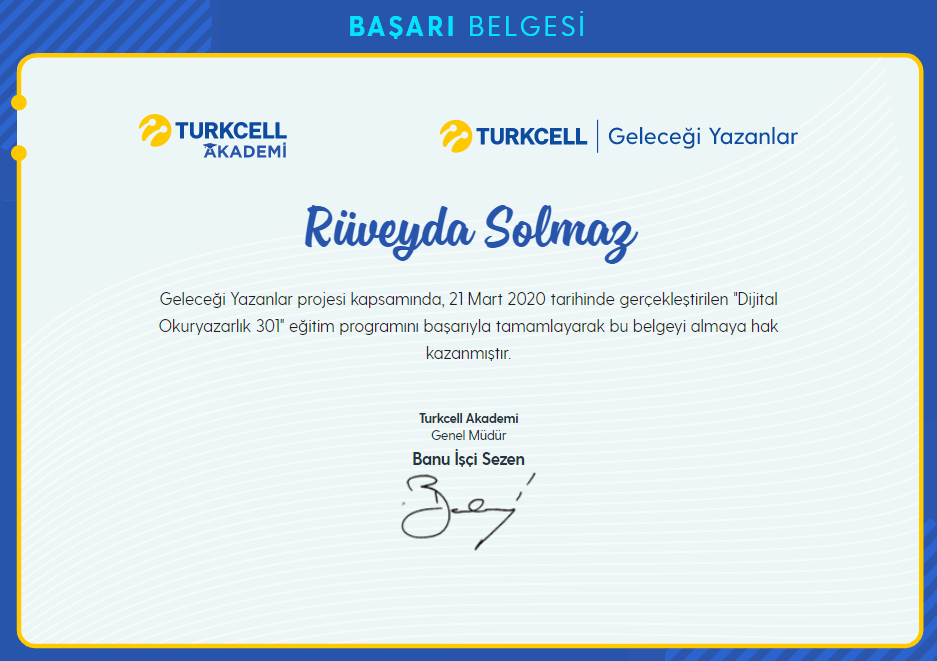 BAŞARI BELGESİ
TURKCELL
AKADEMİ
TURKCELL | Geleceği Yazanlar
Rüveyda Solmaz
Geleceği Yazanlar projesi kapsamında, 21 Mart 2020 tarihinde gerçekleştirilen "Dijital
Okuryazarlık 301" eğitim programını başarıyla tamamlayarak bu belgeyi almaya hak
kazanmıştır.
Turkcell Akademi
Genel Müdür
Banu İşçi Sezen